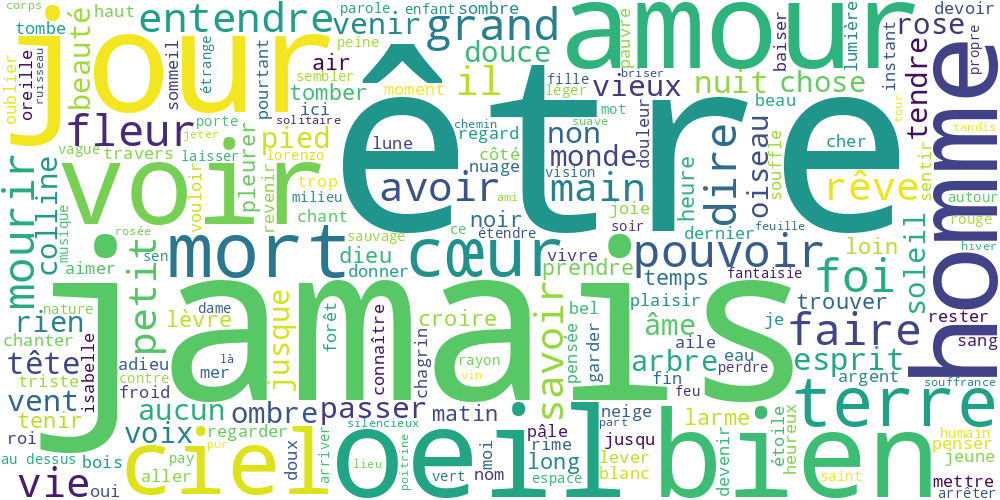 corps
haut
entendre
parole
enfant
sombre
amour
devoir
tombe
jour
venir
grand
rose
oublier
oreille
ruisseau
beauté
sommeil
étrange
pourtant
peine
air
sembler
tomber
moment
douce
il
fille
léger
briser
vieux
pauvre
nuit
baiser
chose
lumière
instant
tendre
propre
homme
fleur
porte
jeter
ici
solitaire
pied
lune
être
chemin
regard
suave
mot
non
douleur
beau
cher
cour
tandis
vague
travers
laisser
lorenzo
côté
nuage
monde
vision
oiseau
souffle
sentir
voir
pleurer
vouloir
revenir
trop
milieu
avoir
ami
main
joie
heure
dire
rêve
autour
rouge
mourir
colline
musique
rosée
chant
noir
étendre
soir
dernier
feuille
hiver
sen
petit
mort
sauvage
ce
dieu
cœur
vivre
pouvoir
loin
soleil
aimer
donner
prendre
temps
fantaisie
foi
jamais
nature
dame
plaisir
trouver
je
rester
rien
lèvre
forêt
croire
savoir
bel
âme
faire
chanter
jusque
connaître
pensée
garder
arbre
aile
eau
sang
tête
adieu
là
mer
chagrin
rayon
vin
fin
perdre
esprit
triste
isabelle
contre
froid
feu
argent
souffrance
vent
aucun
ombre
passer
matin
neige
part
larme
terre
tenir
roi
voix
regarder
silencieux
pâle
rime
jusqu
étoile
heureux
humain
penser
au dessus
bois
pur
doux
arriver
lieu
poitrine
oeil
moi
long
lever
bien
devenir
jeune
vie
oui
pay
aller
ciel
vert
nom
espace
blanc
saint
mettre
arrêter